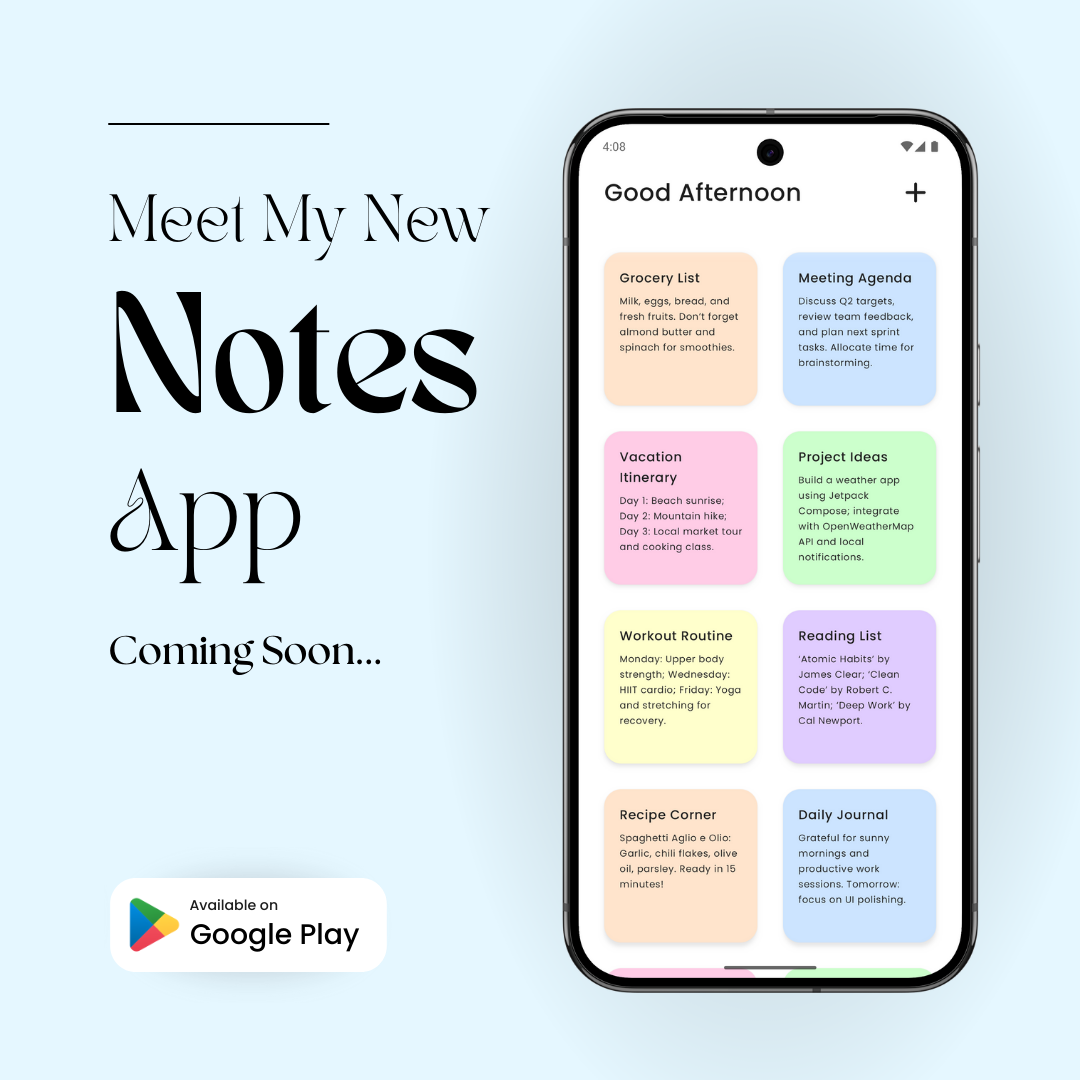 Meet My New
Notes
App
Coming Soon...
Available on
Google Play
4:08
Good Afternoon
Grocery List
Milk, eggs, bread, and
fresh fruits. Don't forget
almond butter and
spinach for smoothies.
Meeting Agenda
Discuss Q2 targets,
review team feedback,
and plan next sprint
tasks. Allocate time for
brainstorming.
Vacation
Itinerary
Day 1: Beach sunrise;
Day 2: Mountain hike;
Day 3: Local market tour
and cooking class.
Project Ideas
Build a weather app
using Jetpack
Compose; integrate
with OpenWeatherMap
API and local
notifications.
Workout Routine
Monday: Upper body
strength; Wednesday:
HIIT cardio; Friday: Yoga
and stretching for
recovery.
Reading List
'Atomic Habits' by
James Clear; 'Clean
Code' by Robert C.
Martin; 'Deep Work' by
Cal Newport.
Recipe Corner
Spaghetti Aglio e Olio:
Garlic, chili flakes, olive
oil, parsley. Ready in 15
minutes!
Daily Journal
Grateful for sunny
mornings and
productive work
sessions. Tomorrow:
focus on UI polishing.